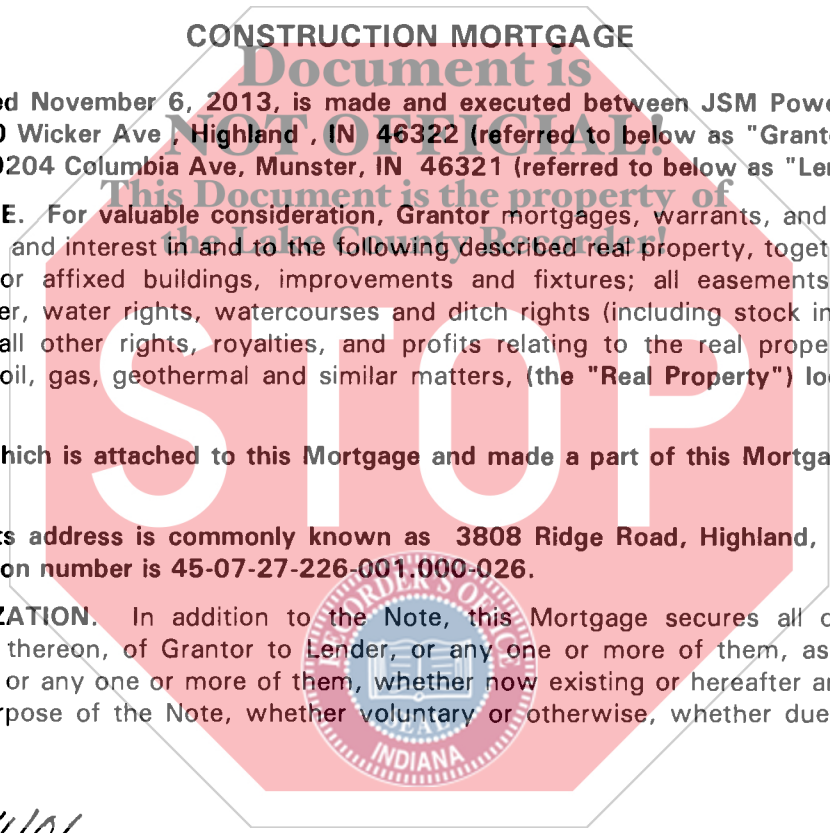 CONSTRUCTION MORTGAGE
Document is
ed November 6, 2013, is made and executed between JSM Powe
0 Wicker Ave , Highland , IN 46322 (referred to below as "Grant
NOT OFFICIAL!
9204 Columbia Ave, Munster, IN 46321 (referred to below as "Len
This Document is the property of
E. For valuable consideration, Grantor mortgages, warrants, and
the Lake County Recorder!
and interest in and to the following described real property, toget
or affixed buildings, improvements and fixtures; all easements
er, water rights, watercourses and ditch rights (including stock in
all other rights, royalties, and profits relating to the real prope
oil, gas, geothermal and similar matters, (the "Real Property") lo
STOP
hich is attached to this Mortgage and made a part of this Mortga
ts address is commonly known as 3808 Ridge Road, Highland,
on number is 45-07-27-226-001.000-026.
ZATION. In addition to the Note, this Mortgage secures all o
thereon, of Grantor to Lender, or any one or more of them, as
or any one or more of them, whether now existing or hereafter ar
rpose of the Note, whether voluntary or otherwise, whether due
RECORDER'S OFFICE
SEAL
INDIANA